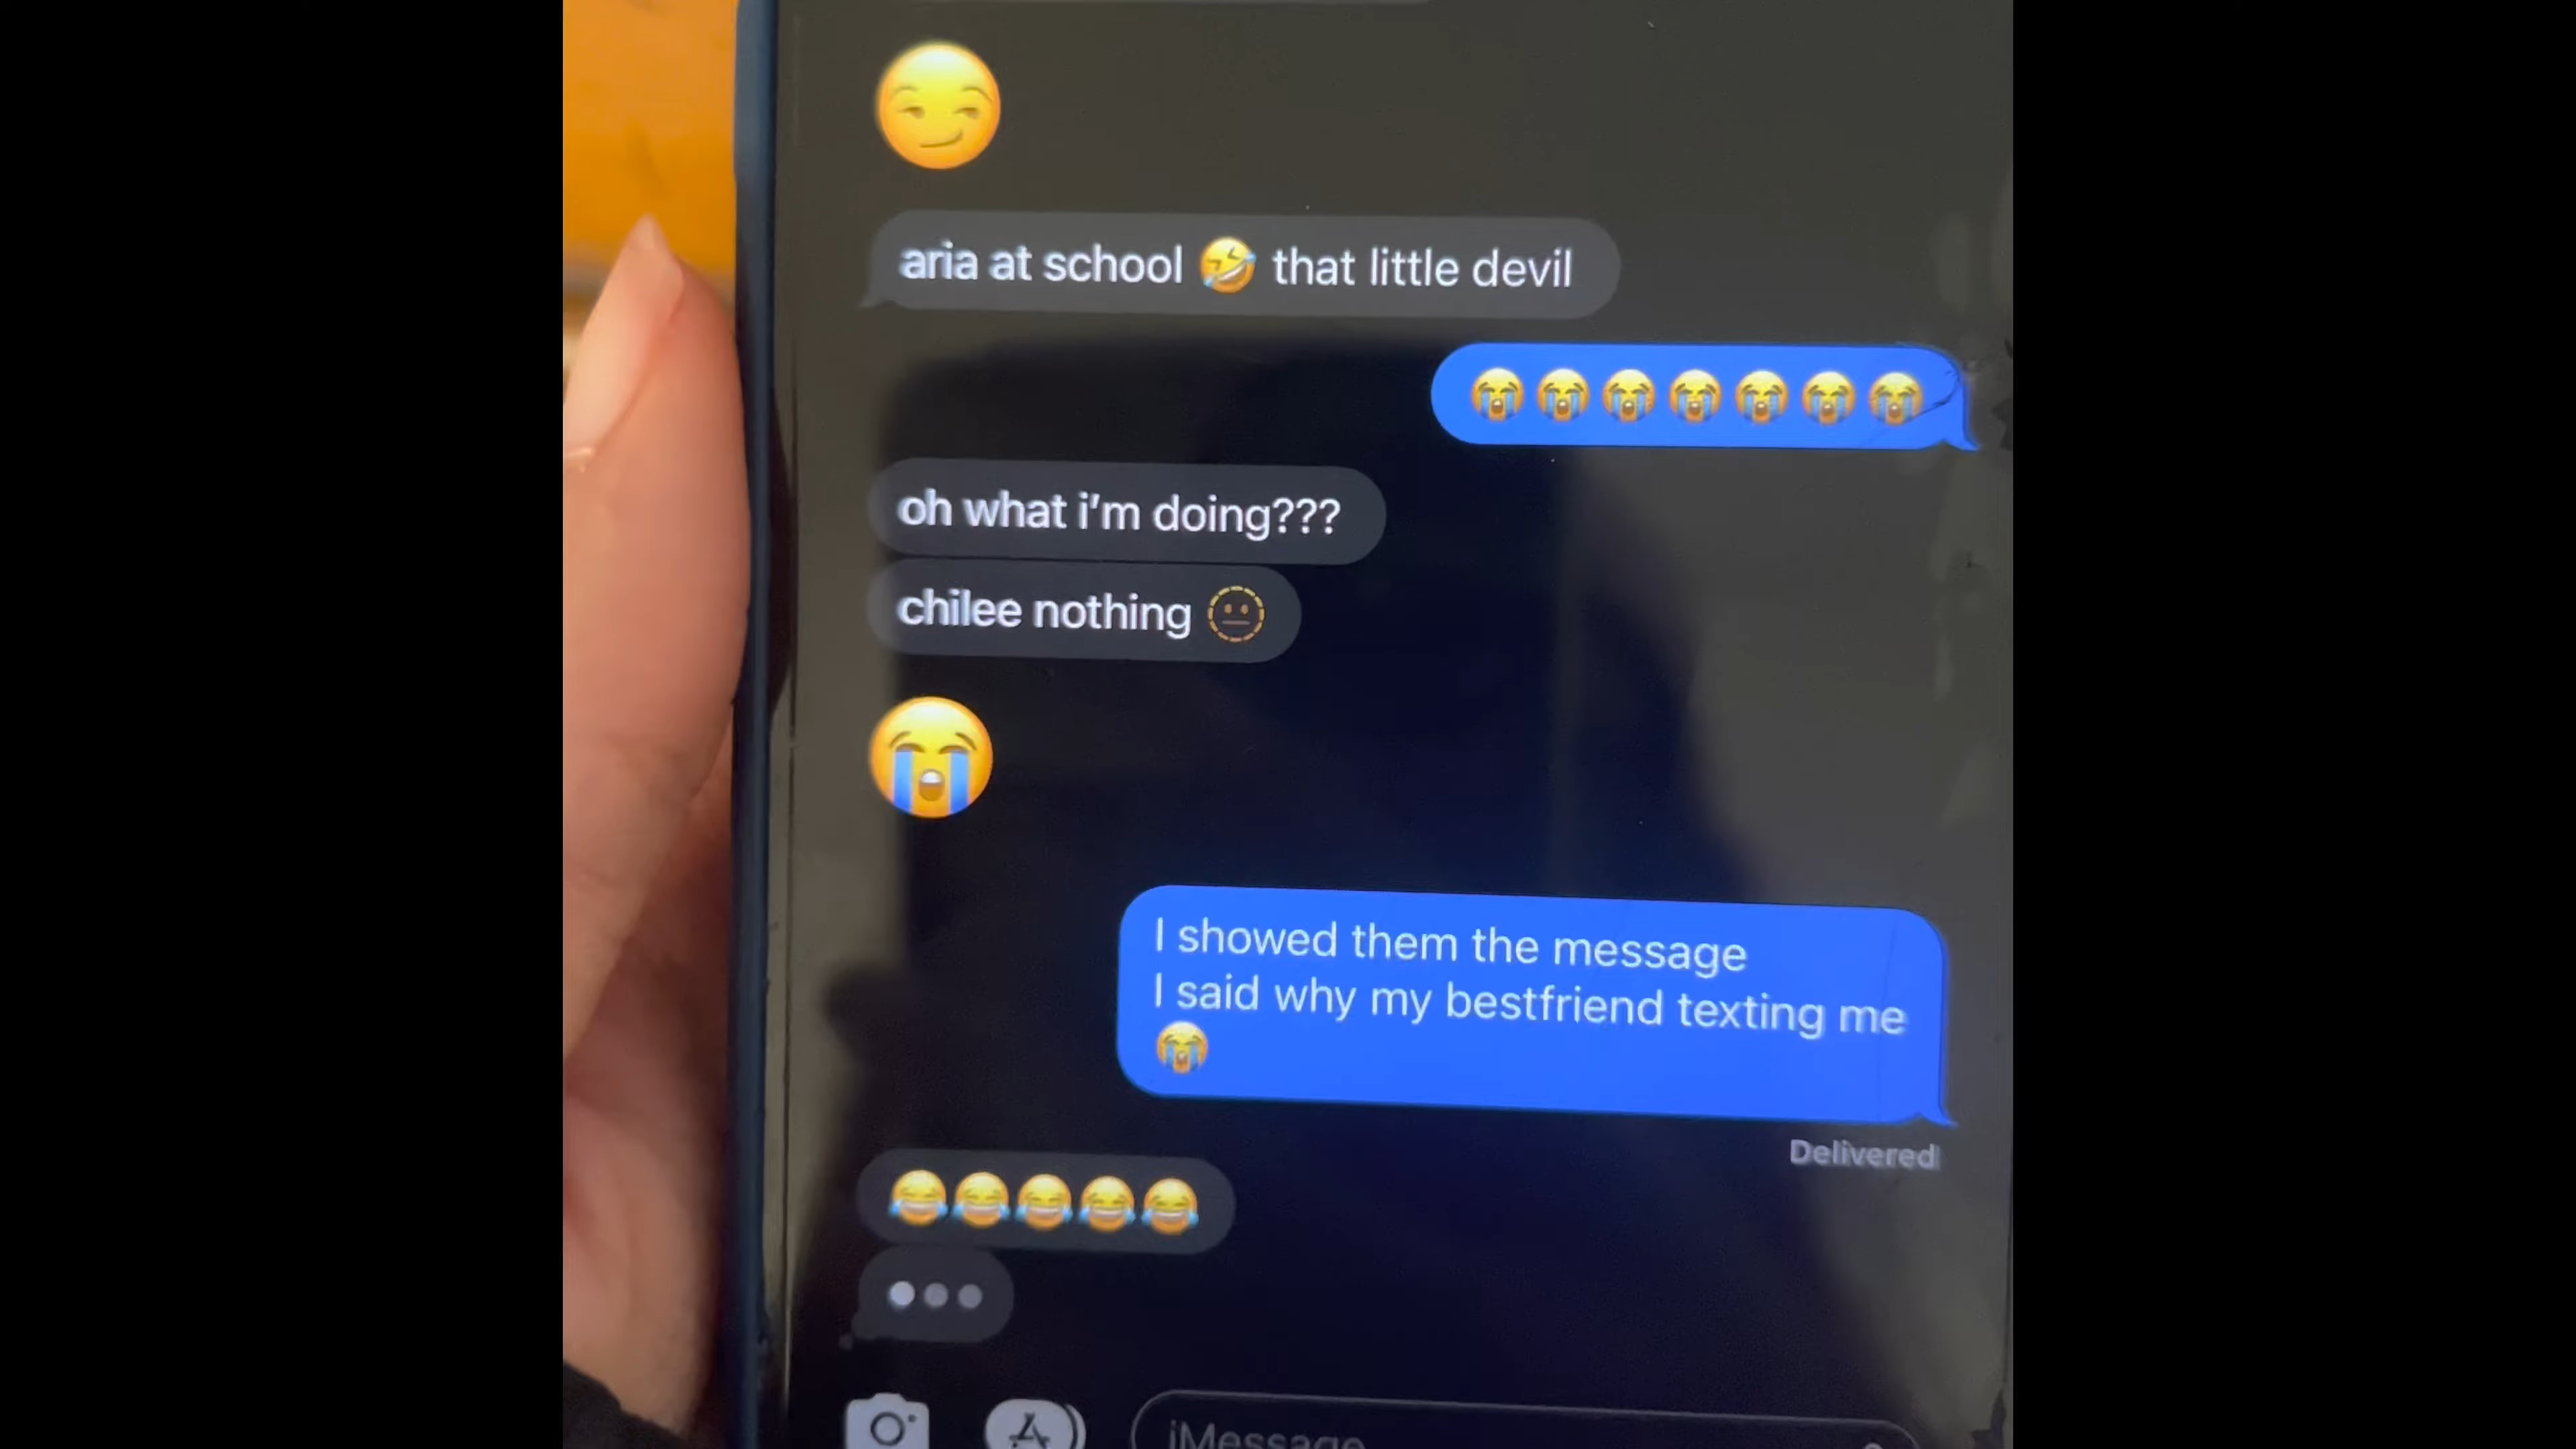 😏
aria at school 🤣 that little devil
😭😭😭😭😭😭😭
oh what i'm doing???
chilee nothing 🫥
😭
I showed them the message
I said why my bestfriend texting me
😭
Delivered
😂😂😂😂😂
iMessage